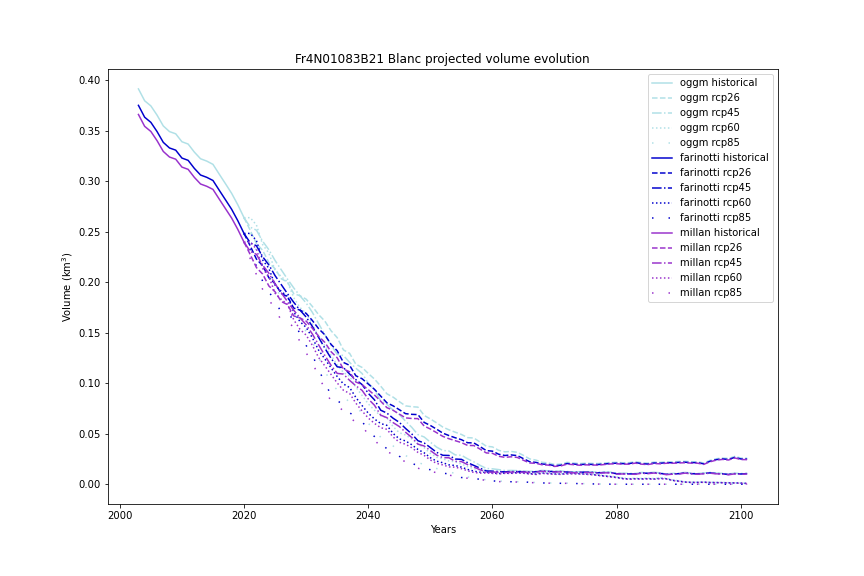 Fr4N01083B21 Blanc projected volume evolution
0.40
0.35
0.30
0.25
0.20
0.15
0.10
0.05
0.00
Volume (km³)
2000 2020 2040 2060 2080 2100
Years
oggm historical
oggm rcp26
oggm rcp45
oggm rcp60
oggm rcp85
farinotti historical
farinotti rcp26
farinotti rcp45
farinotti rcp60
farinotti rcp85
millan historical
millan rcp26
millan rcp45
millan rcp60
millan rcp85